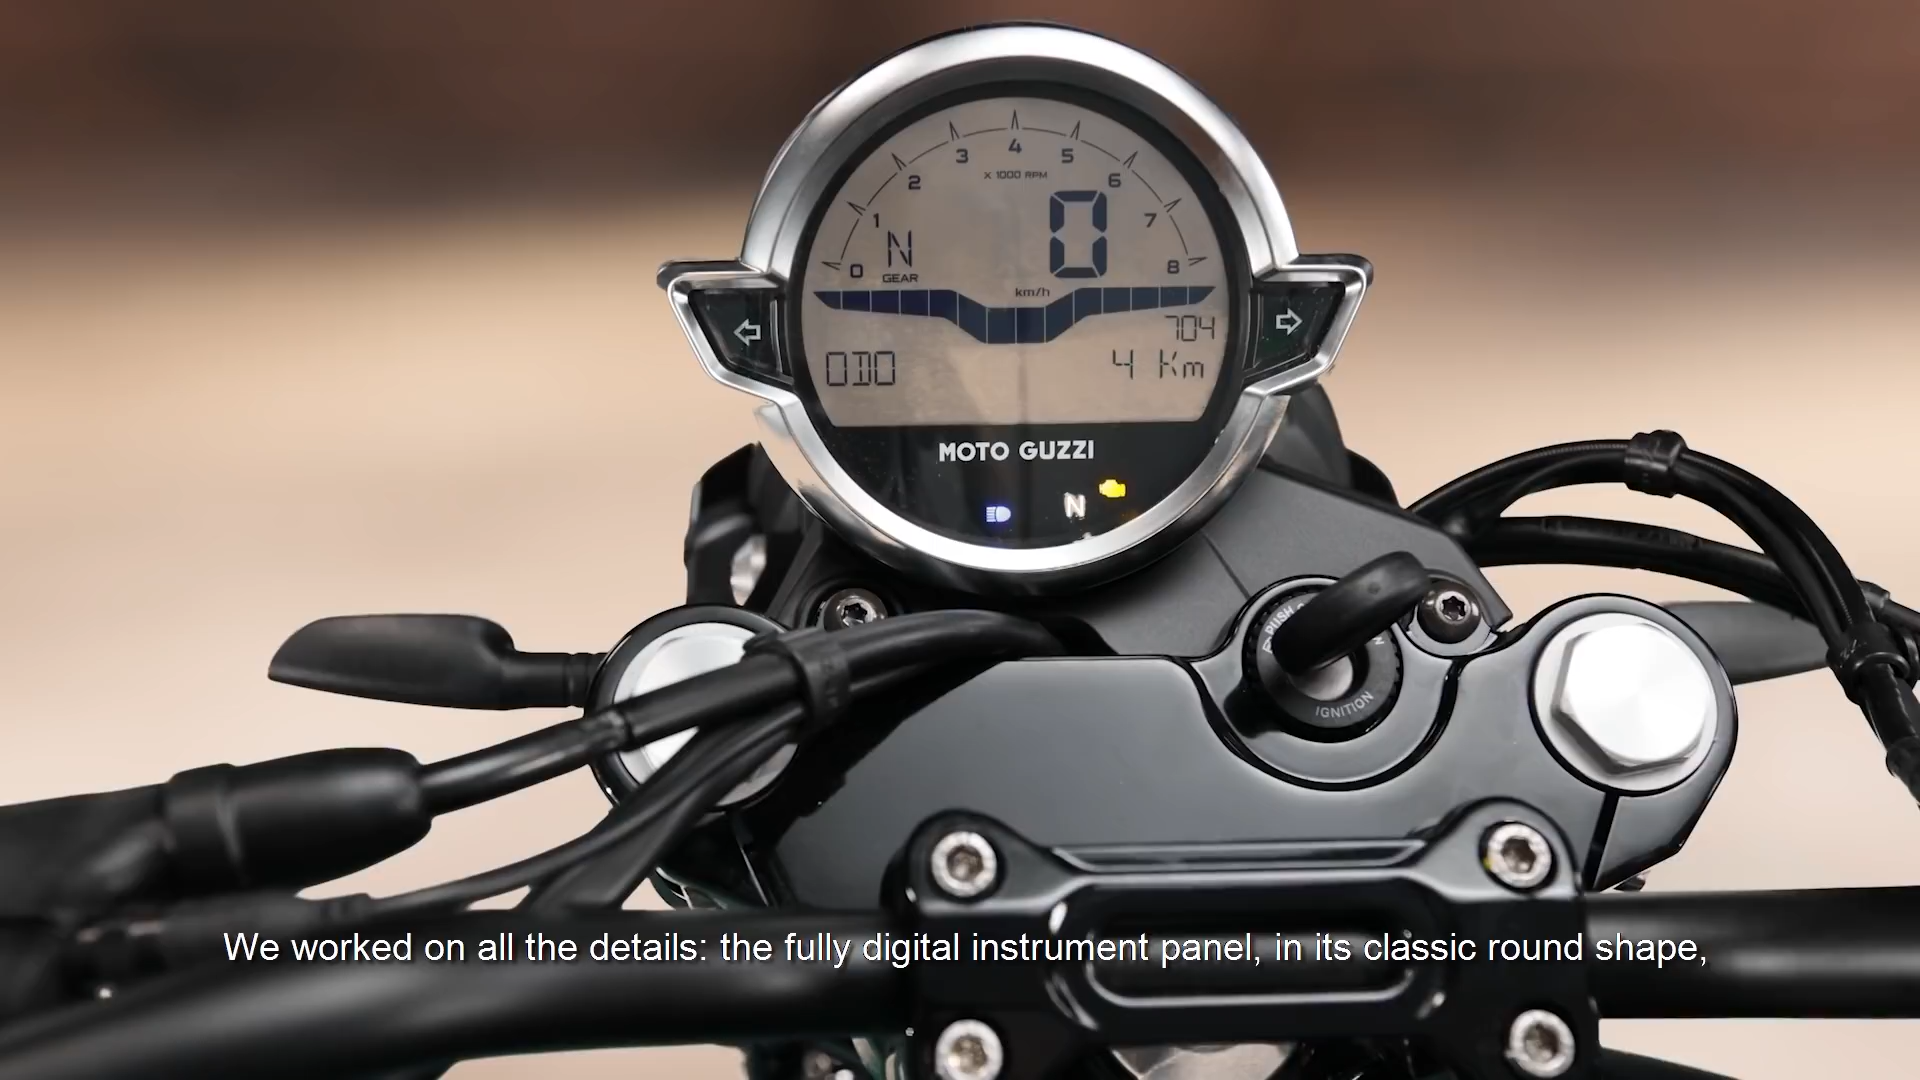 4
3 5
X 1000 RPM
2 6
1 7
N 0
0 8
GEAR
km/h
704
ODO 4 Km
MOTO GUZZI
N
PUSH
IGNITION
We worked on all the details: the fully digital instrument panel, in its classic round shape,